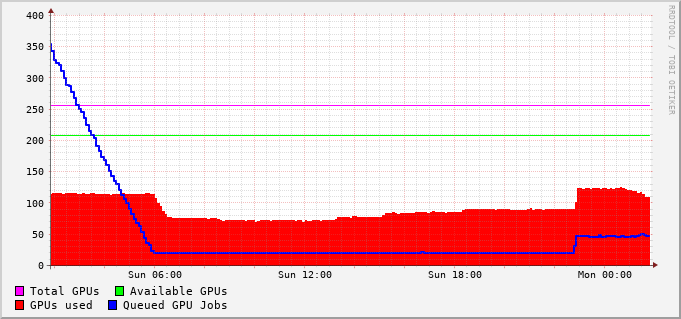 400
350
300
250
200
150
100
50
0
Sun 06:00 Sun 12:00 Sun 18:00 Mon 00:00
Total GPUs Available GPUs
GPUs used Queued GPU Jobs
RRDTOOL / TOBI OETIKER